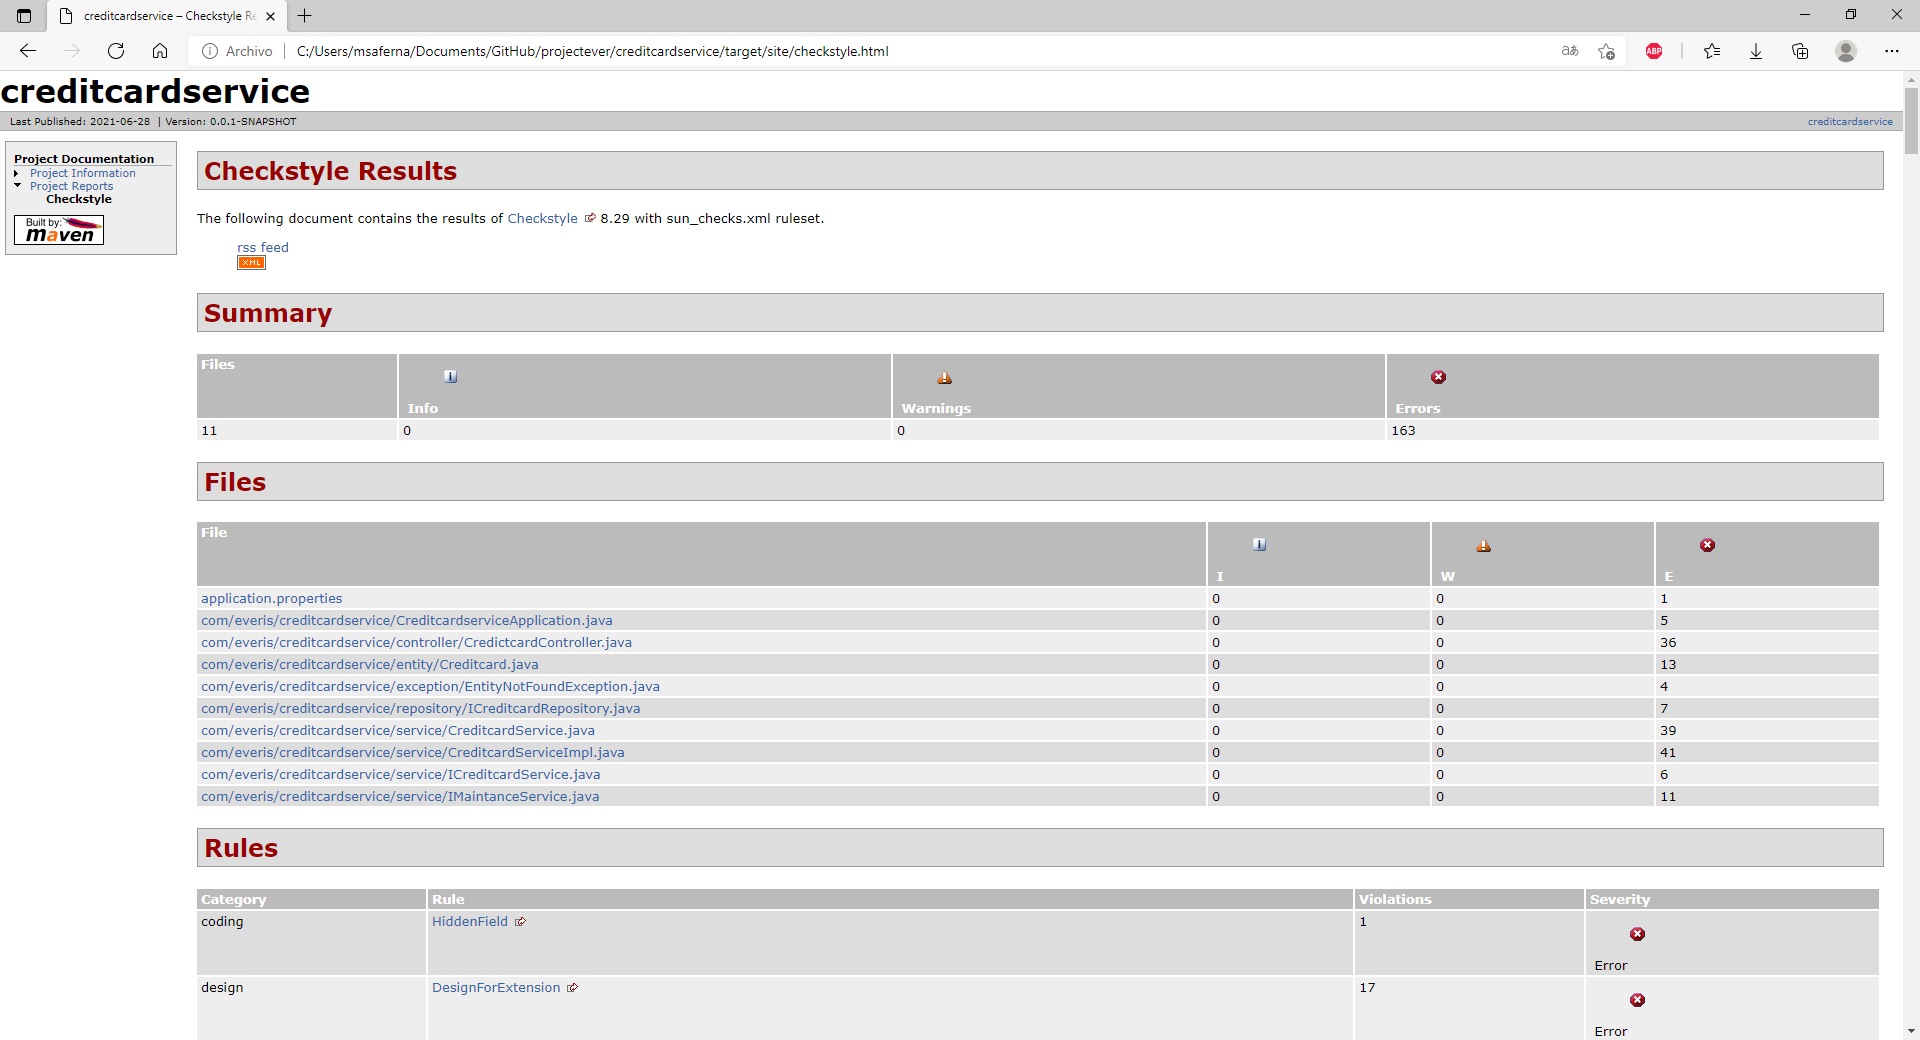 creditcardservice – Checkstyle Re
Archivo
C:/Users/msaferna/Documents/GitHub/projectever/creditcardservice/target/site/checkstyle.html
aあ
ABP
creditcardservice
Last Published: 2021-06-28 | Version: 0.0.1-SNAPSHOT
creditcardservice
Project Documentation
Project Information
Project Reports
Checkstyle
Built by:
maven
Checkstyle Results
The following document contains the results of Checkstyle 8.29 with sun_checks.xml ruleset.
rss feed
XML
Summary
Files Info Warnings Errors
11 0 0 163
Files
File I W E
application.properties 0 0 1
com/everis/creditcardservice/CreditcardserviceApplication.java 0 0 5
com/everis/creditcardservice/controller/CredictcardController.java 0 0 36
com/everis/creditcardservice/entity/Creditcard.java 0 0 13
com/everis/creditcardservice/exception/EntityNotFoundException.java 0 0 4
com/everis/creditcardservice/repository/ICreditcardRepository.java 0 0 7
com/everis/creditcardservice/service/CreditcardService.java 0 0 39
com/everis/creditcardservice/service/CreditcardServiceImpl.java 0 0 41
com/everis/creditcardservice/service/ICreditcardService.java 0 0 6
com/everis/creditcardservice/service/IMaintanceService.java 0 0 11
Rules
Category Rule Violations Severity
coding HiddenField 1 Error
design DesignForExtension 17 Error